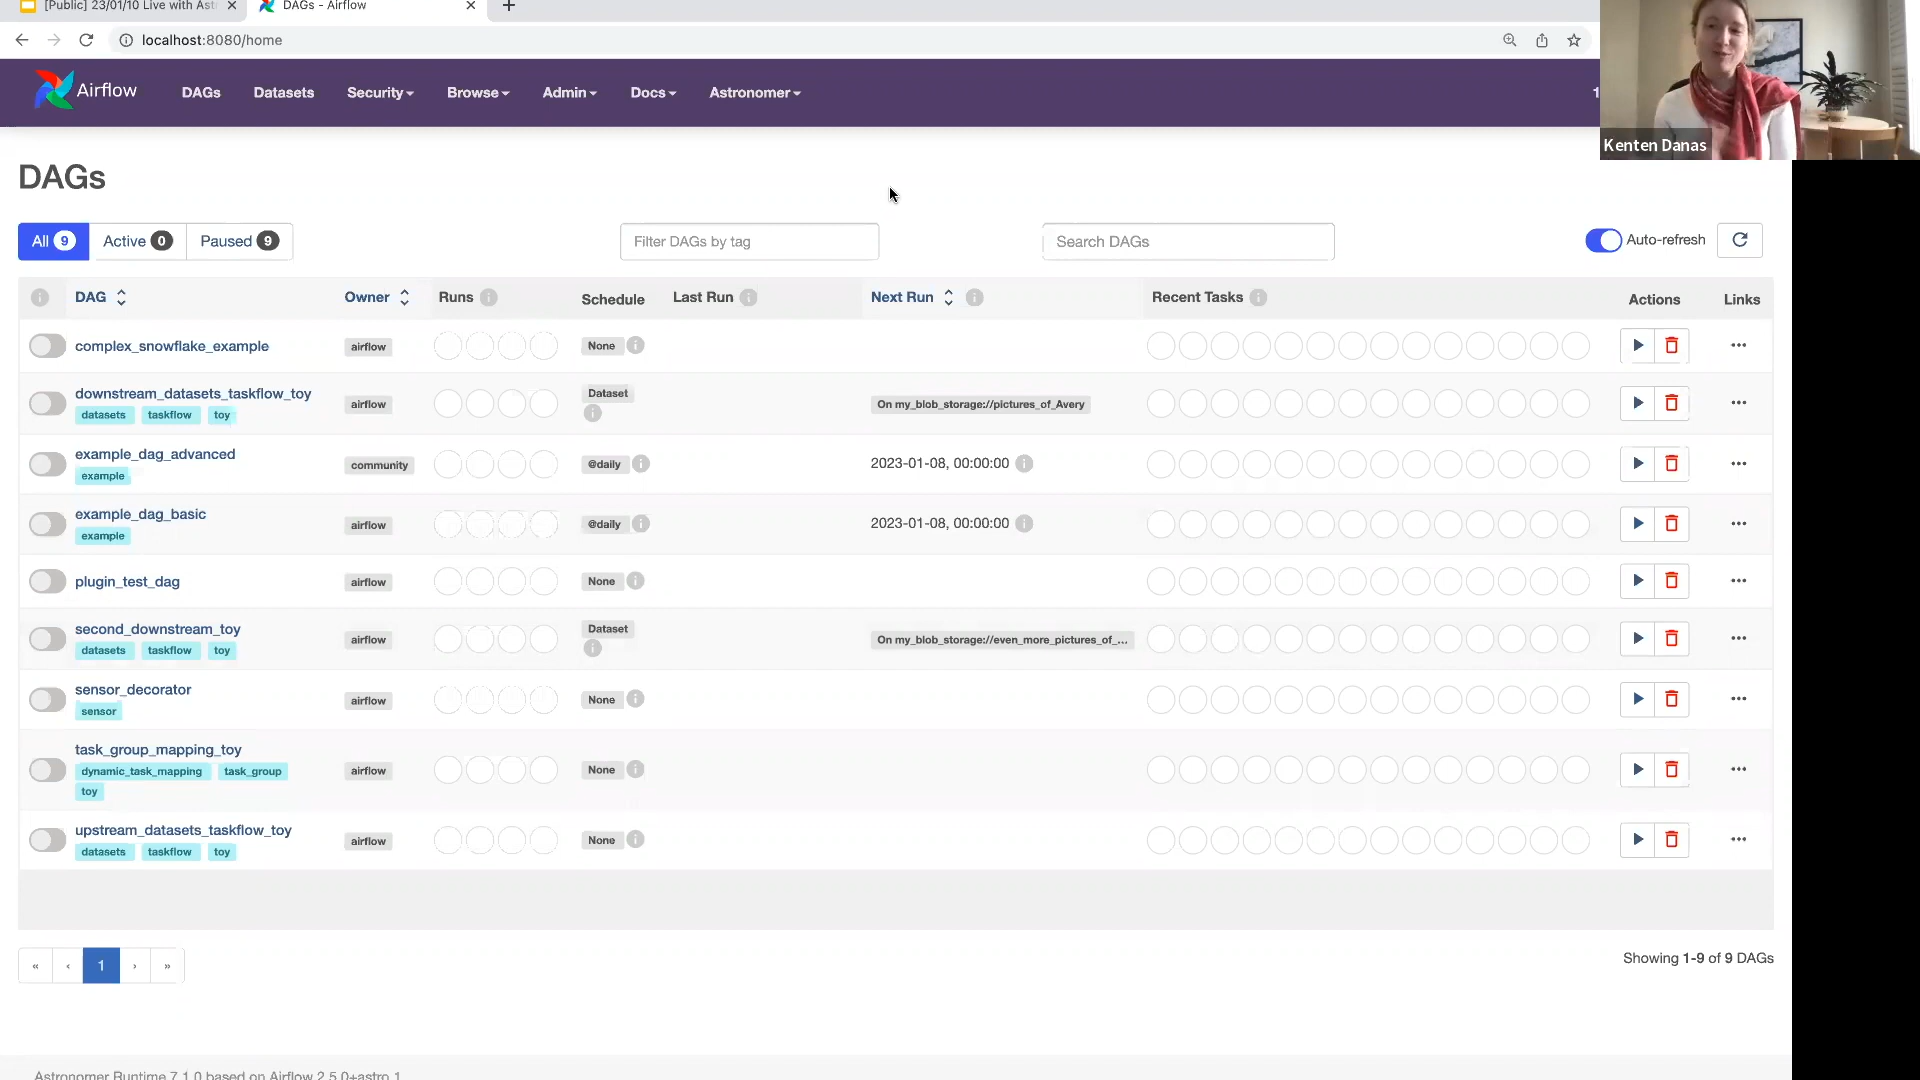 [Public] 23/01/10 Live with Ast
DAGs - Airflow
localhost:8080/home
Airflow DAGs Datasets Security Browse Admin Docs Astronomer
Kenten Danas
DAGs
All 9 Active 0 Paused 9 Filter DAGs by tag Search DAGs Auto-refresh
DAG Owner Runs Schedule Last Run Next Run Recent Tasks Actions Links
complex_snowflake_example airflow None
downstream_datasets_taskflow_toy airflow Dataset On my_blob_storage://pictures_of_Avery
datasets taskflow toy
example_dag_advanced community @daily 2023-01-08, 00:00:00
example
example_dag_basic airflow @daily 2023-01-08, 00:00:00
example
plugin_test_dag airflow None
second_downstream_toy airflow Dataset On my_blob_storage://even_more_pictures_of_...
datasets taskflow toy
sensor_decorator airflow None
sensor
task_group_mapping_toy airflow None
dynamic_task_mapping task_group
toy
upstream_datasets_taskflow_toy airflow None
datasets taskflow toy
« ‹ 1 › »
Showing 1-9 of 9 DAGs
Astronomer Runtime 7.1.0 based on Airflow 2.5.0+astro.1